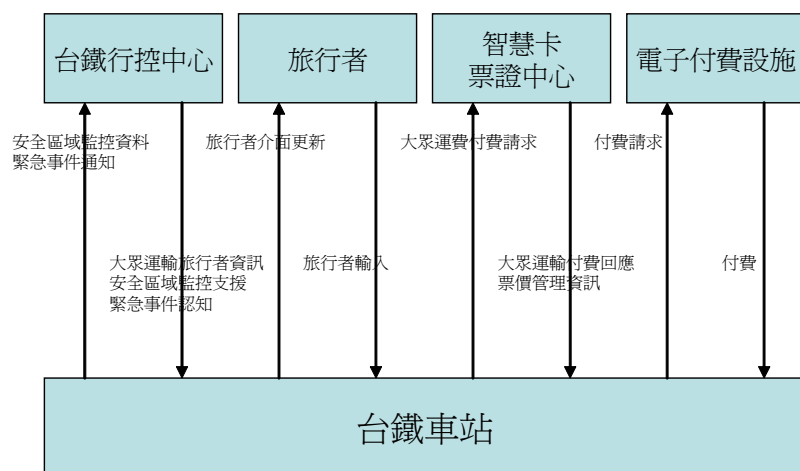 台鐵行控中心
旅行者
智慧卡
票證中心
電子付費設施
安全區域監控資料
緊急事件通知
旅行者介面更新
大眾運費付費請求
付費請求
大眾運輸旅行者資訊
安全區域監控支援
緊急事件認知
旅行者輸入
大眾運輸付費回應
票價管理資訊
付費
台鐵車站